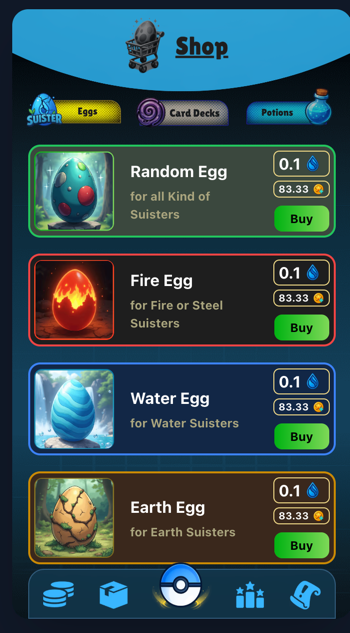 Shop
SUISTER
Eggs
Card Decks
Potions
Random Egg
for all Kind of
Suisters
0.1
83.33
Buy
Fire Egg
for Fire or Steel
Suisters
0.1
83.33
Buy
Water Egg
for Water Suisters
0.1
83.33
Buy
Earth Egg
for Earth Suisters
0.1
83.33
Buy